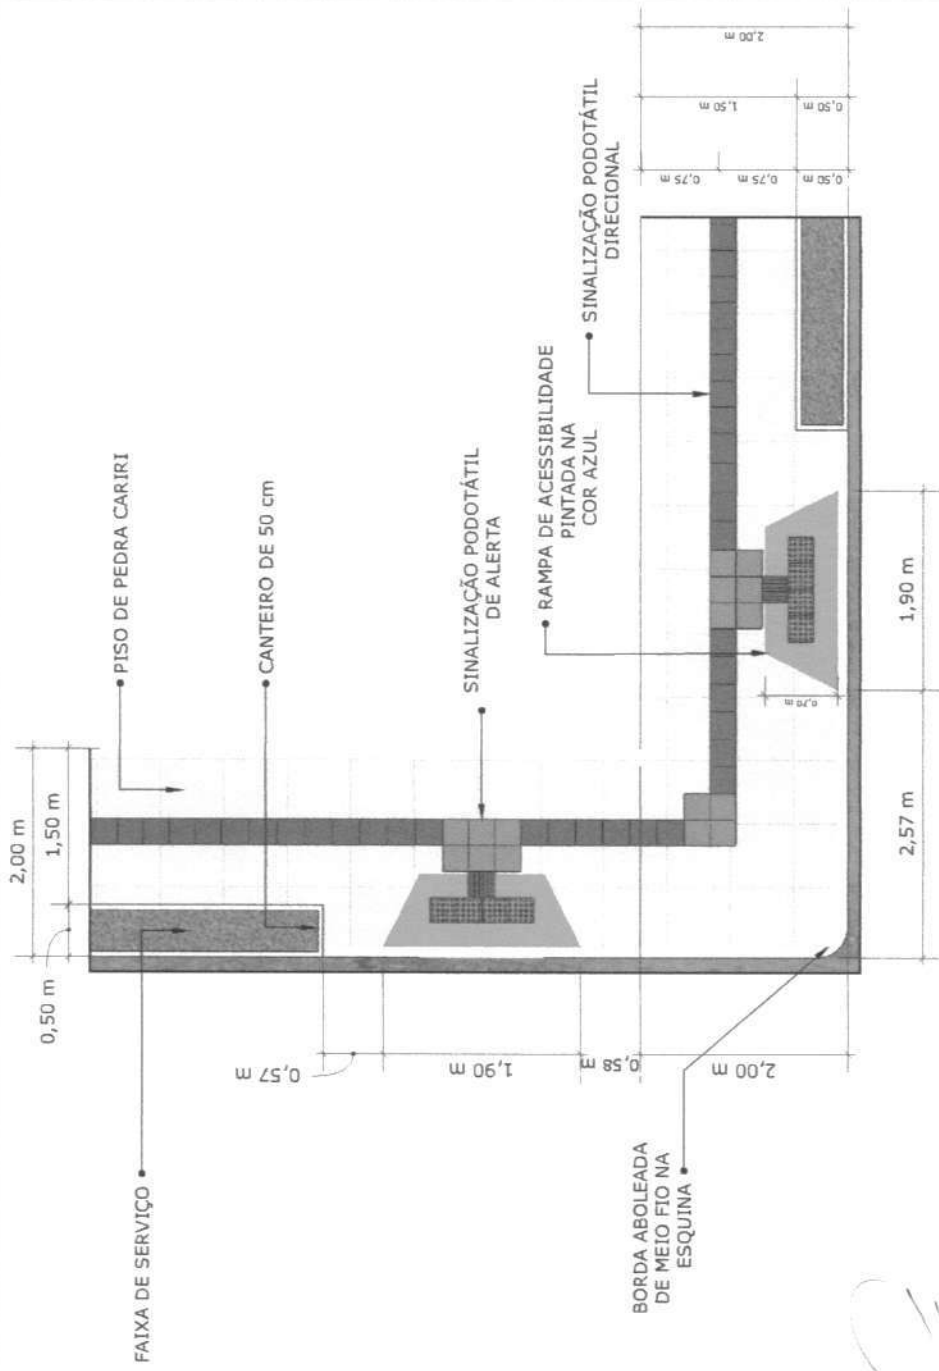 2,00 m
1,50 m
0,50 m
PISO DE PEDRA CARIRI
CANTEIRO DE 50 cm
FAIXA DE SERVIÇO
SINALIZAÇÃO PODOTÁTIL
DE ALERTA
RAMPA DE ACESSIBILIDADE
PINTADA NA
COR AZUL
SINALIZAÇÃO PODOTÁTIL
DIRECIONAL
0,57 m
1,90 m
0,58 m
2,00 m
BORDA ABOLEADA
DE MEIO FIO NA
ESQUINA
2,57 m
1,90 m
0,70 m
0,75 m
0,75 m
0,50 m
1,50 m
0,50 m
2,00 m